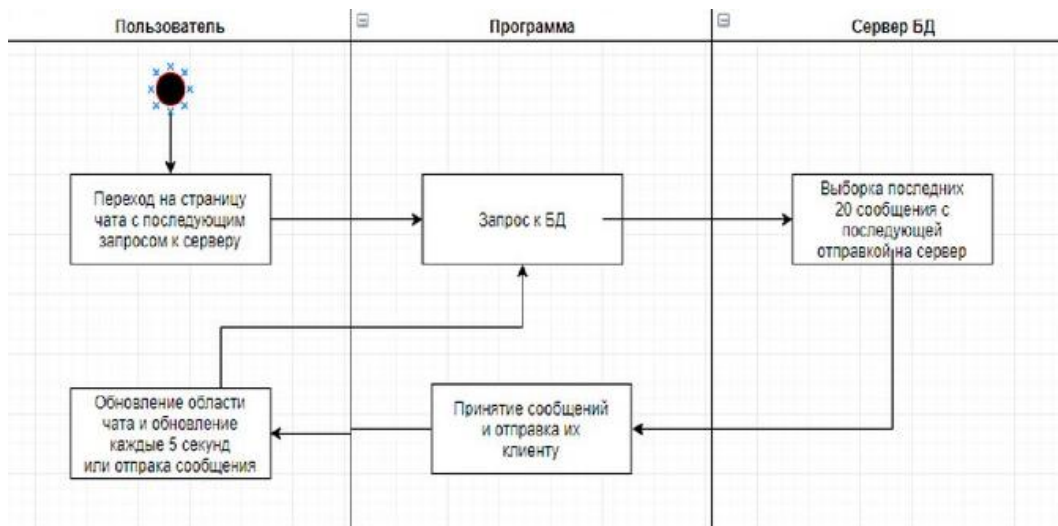 Пользователь
Программа
Сервер БД
Переход на страницу
чата с последующим
запросом к серверу
Запрос к БД
Выборка последних
20 сообщения с
последующей
отправкой на сервер
Обновление области
чата и обновление
каждые 5 секунд
или отпрака сообщения
Принятие сообщений
и отправка их
клиенту